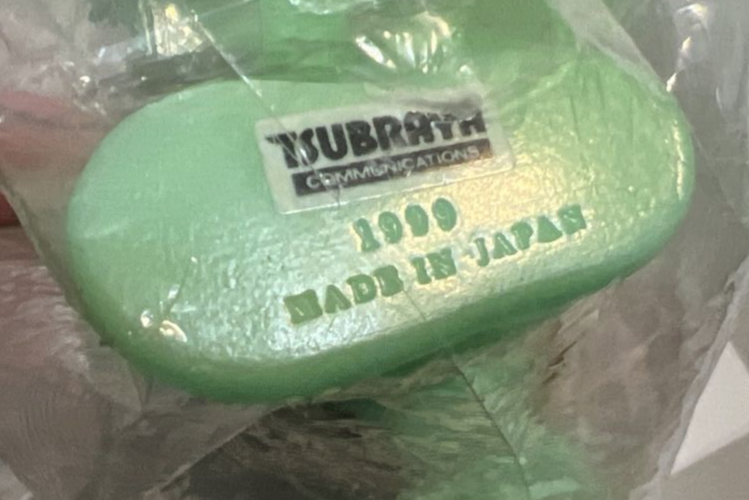 TSUBRAYA
COMMUNICATIONS
1999
MADE IN JAPAN